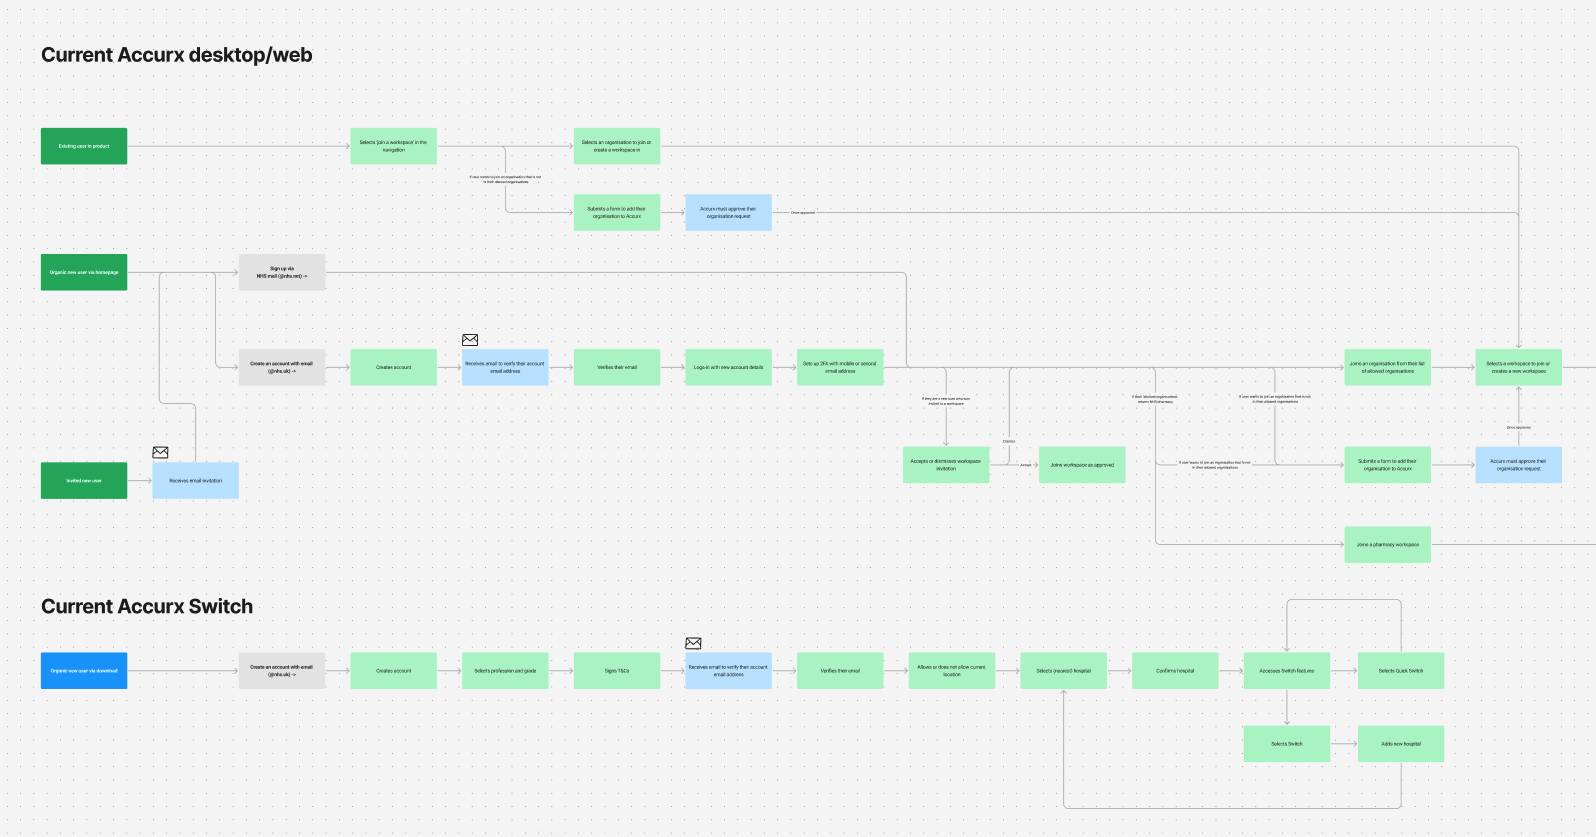 Current Accurx desktop/web
Existing user in product
Selects 'join a workspace' in the
navigation
Selects an organisation to join or
create a workspace in
If user wants to join an organisation that is not
in their allowed organisations
Submits a form to add their
organisation to Accurx
Accurx must approve their
organisation request
Once approved
Organic new user via homepage
Sign up via
NHS mail (@nhs.net) ->
Create an account with email
(@nhs.uk) ->
Creates account
Receives email to verify their account
email address
Verifies their email
Logs-in with new account details
Sets up 2FA with mobile or second
email address
Joins an organisation from their list
of allowed organisations
Selects a workspace to join or
creates a new workspace
If they are a new user who was
invited to a workspace
If their allowed organisations
returns NHS pharmacy
If user wants to join an organisation that is not
in their allowed organisations
Once approved
Dismiss
Accepts or dismisses workspace
invitation
Accept
Joins workspace as approved
If user wants to join an organisation that is not
in their allowed organisations
Submits a form to add their
organisation to Accurx
Accurx must approve their
organisation request
Invited new user
Receives email invitation
Joins a pharmacy workspace
Current Accurx Switch
Organic new user via download
Create an account with email
(@nhs.uk) ->
Creates account
Selects profession and grade
Signs T&Cs
Receives email to verify their account
email address
Verifies their email
Allows or does not allow current
location
Selects (nearest) hospital
Confirms hospital
Accesses Switch features
Selects Quick Switch
Selects Switch
Adds new hospital